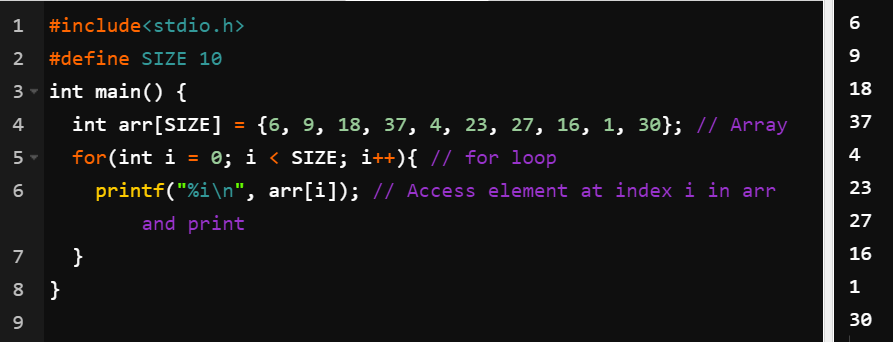 1 #include<stdio.h>
2 #define SIZE 10
3 int main() {
4 int arr[SIZE] = {6, 9, 18, 37, 4, 23, 27, 16, 1, 30}; // Array
5 for(int i = 0; i < SIZE; i++){ // for loop
6 printf("%i\n", arr[i]); // Access element at index i in arr
and print
7 }
8 }
9
6
9
18
37
4
23
27
16
1
30